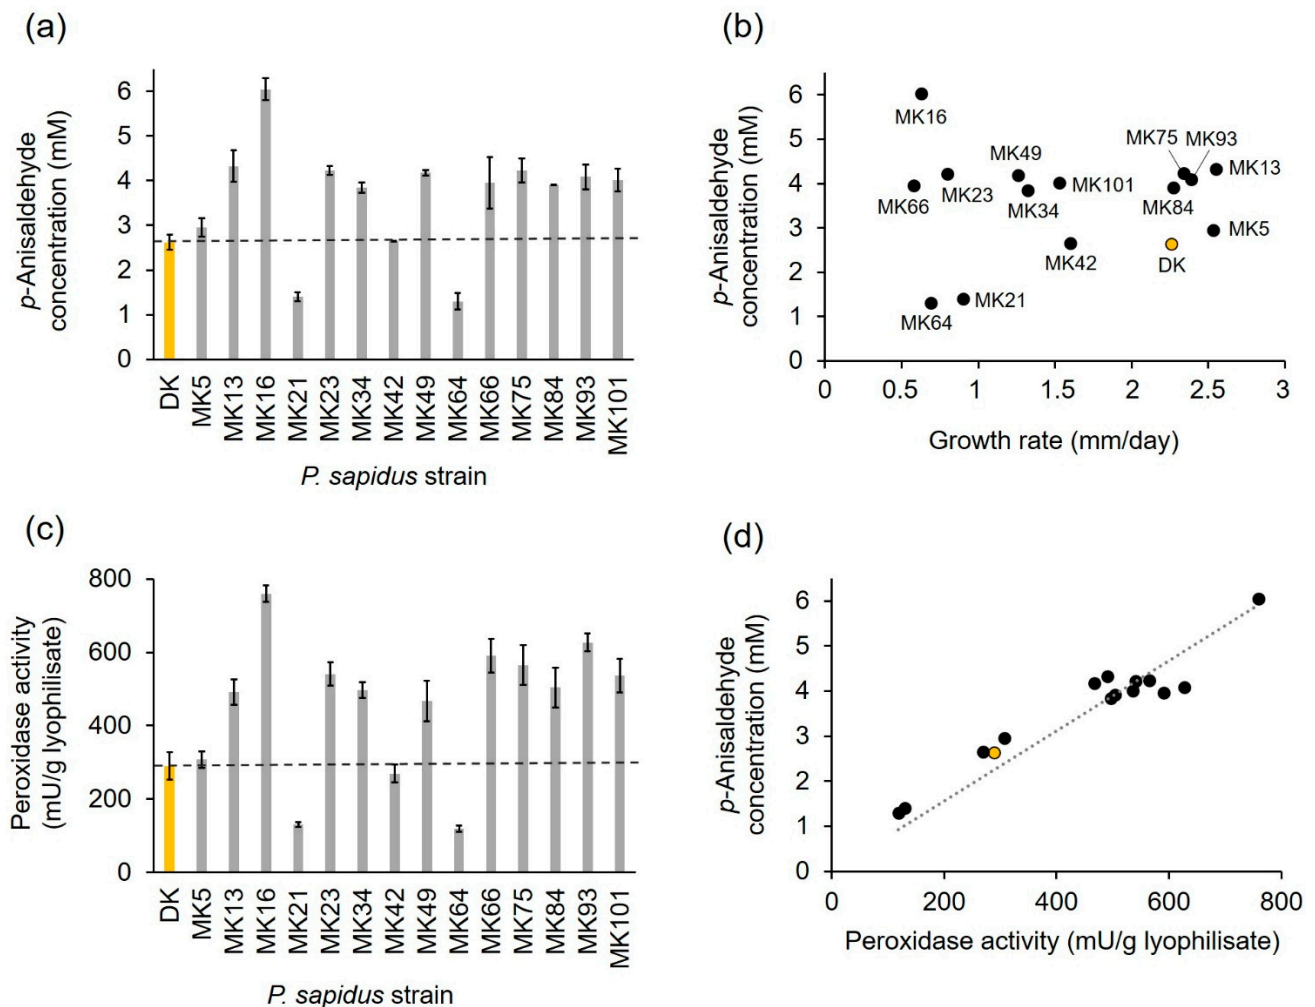 (a)
p-Anisaldehyde
concentration (mM)
6
5
4
3
2
1
0
DK
MK5
MK13
MK16
MK21
MK23
MK34
MK42
MK49
MK64
MK66
MK75
MK84
MK93
MK101
P. sapidus strain
(b)
p-Anisaldehyde
concentration (mM)
6
5
4
3
2
1
0
MK16
MK66
MK23
MK49
MK34
MK101
MK75
MK93
MK13
MK84
MK5
MK42
DK
MK21
MK64
0
0.5
1
1.5
2
2.5
3
Growth rate (mm/day)
(c)
Peroxidase activity
(mU/g lyophilisate)
800
600
400
200
0
DK
MK5
MK13
MK16
MK21
MK23
MK34
MK42
MK49
MK64
MK66
MK75
MK84
MK93
MK101
P. sapidus strain
(d)
p-Anisaldehyde
concentration (mM)
6
5
4
3
2
1
0
0
200
400
600
800
Peroxidase activity (mU/g lyophilisate)